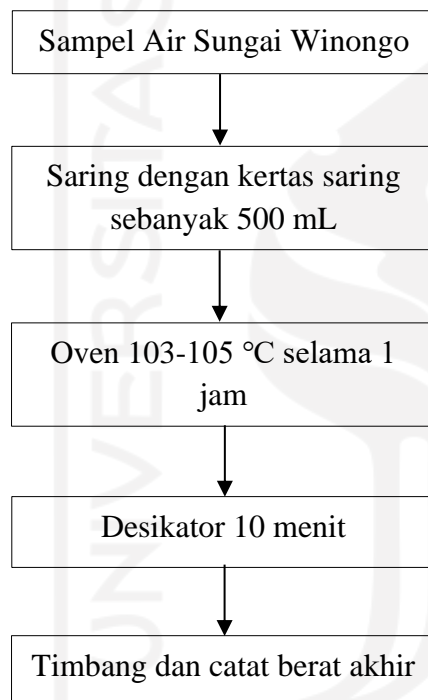 Sampel Air Sungai Winongo
Saring dengan kertas saring
sebanyak 500 mL
Oven 103-105 °C selama 1
jam
Desikator 10 menit
Timbang dan catat berat akhir
UNIVERSITAS